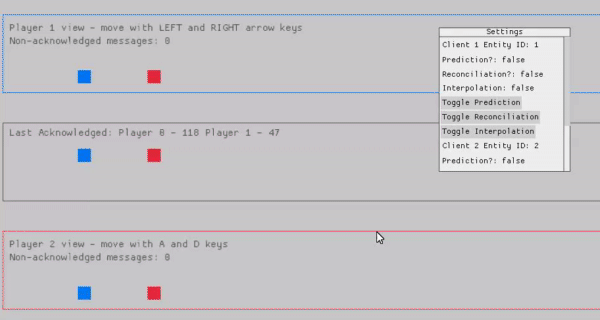 Player 1 view - move with LEFT and RIGHT arrow keys
Non-acknowledged messages: 0
Last Acknowledged: Player 0 - 118 Player 1 - 47
Player 2 view - move with A and D keys
Non-acknowledged messages: 0
Settings
Client 1 Entity ID: 1
Prediction?: false
Reconciliation?: false
Interpolation: false
Toggle Prediction
Toggle Reconciliation
Toggle Interpolation
Client 2 Entity ID: 2
Prediction?: false